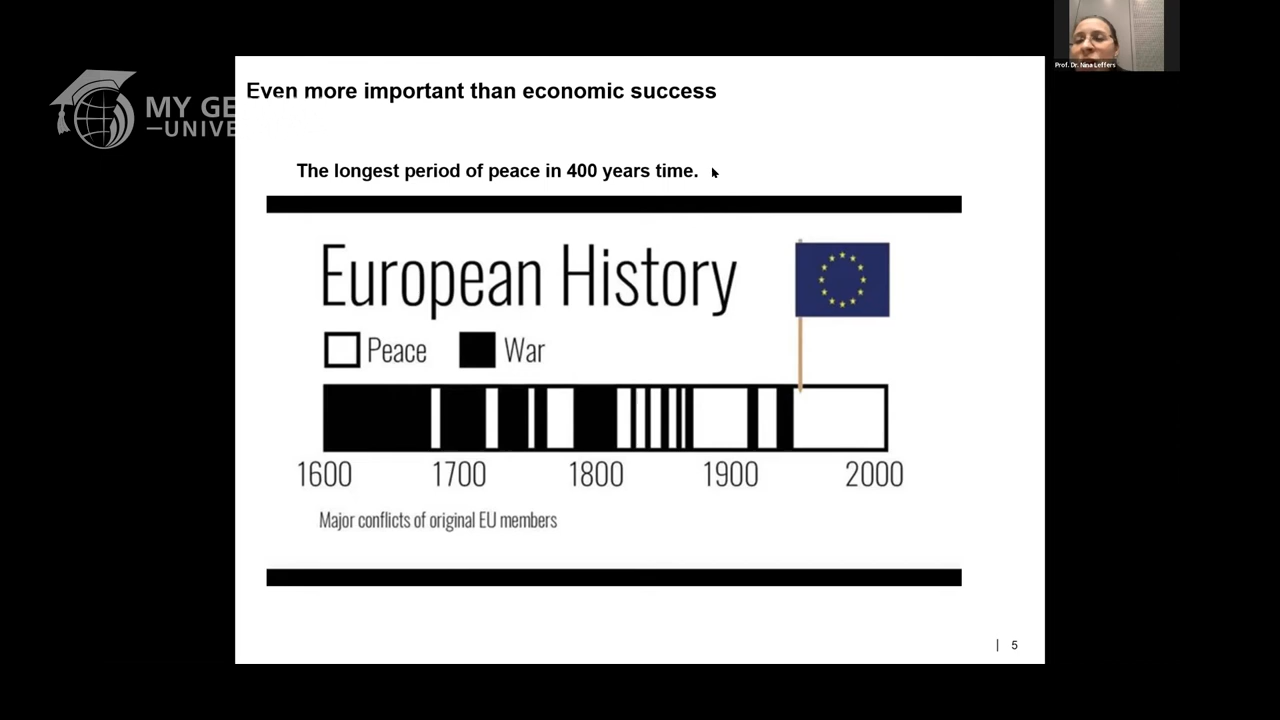 Prof. Dr. Nina Leffers
MY GE
UNIVE
Even more important than economic success
The longest period of peace in 400 years time.
European History
Peace War
1600 1700 1800 1900 2000
Major conflicts of original EU members
| 5